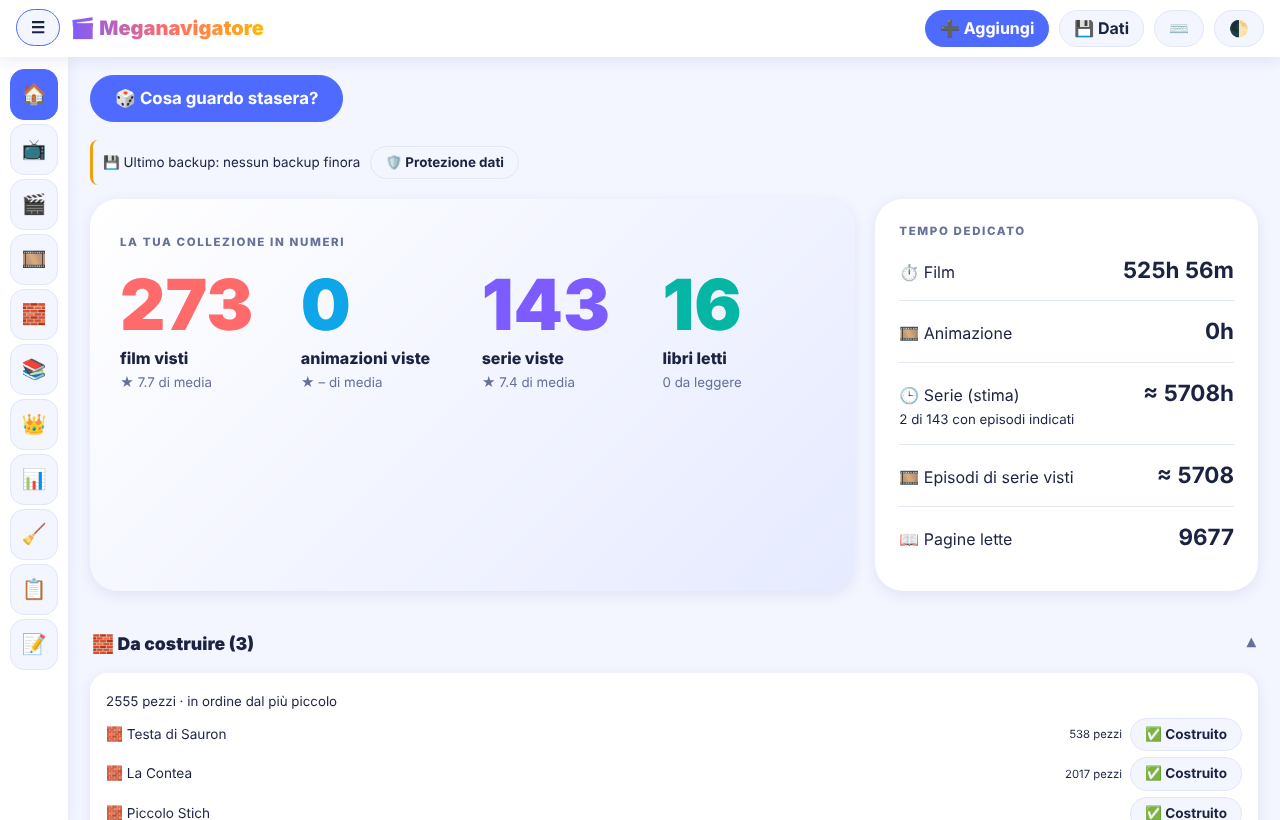 ☰ Meganavigatore
➕ Aggiungi
💾 Dati
🎲 Cosa guardo stasera?
💾 Ultimo backup: nessun backup finora
🛡️ Protezione dati
LA TUA COLLEZIONE IN NUMERI
273
film visti
★ 7.7 di media
0
animazioni viste
★ – di media
143
serie viste
★ 7.4 di media
16
libri letti
0 da leggere
TEMPO DEDICATO
⏱️ Film 525h 56m
🎞️ Animazione 0h
🕒 Serie (stima) ≈ 5708h
2 di 143 con episodi indicati
🎞️ Episodi di serie visti ≈ 5708
📖 Pagine lette 9677
🧱 Da costruire (3) ▲
2555 pezzi · in ordine dal più piccolo
🧱 Testa di Sauron 538 pezzi ✅ Costruito
🧱 La Contea 2017 pezzi ✅ Costruito
🧱 Piccolo Stich ✅ Costruito